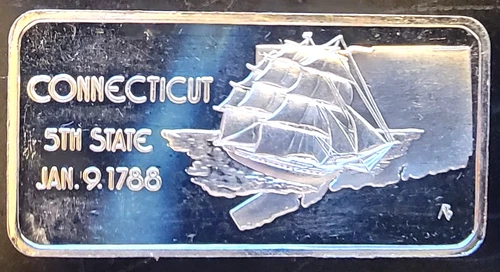 CONNECTICUT
5TH STATE
JAN. 9. 1788